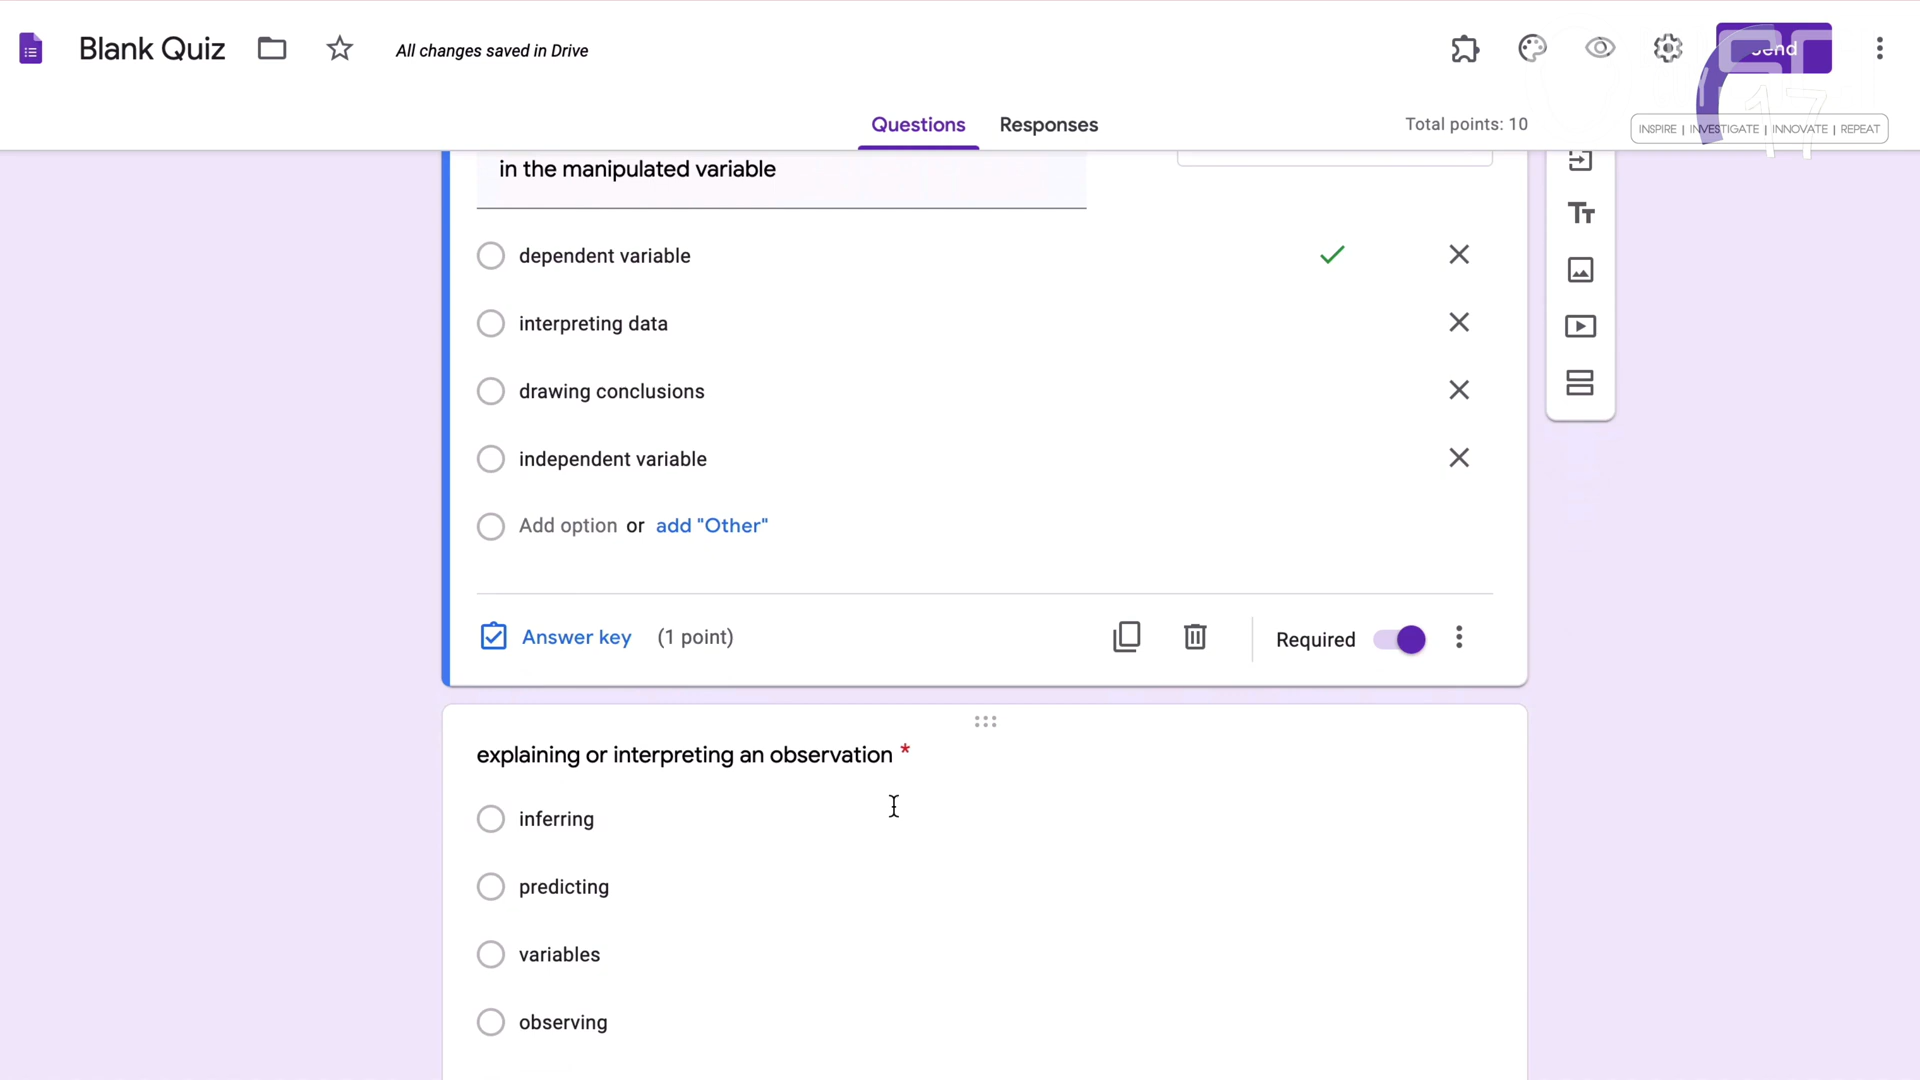 Blank Quiz
All changes saved in Drive
Send
Questions
Responses
Total points: 10
17
INSPIRE | INVESTIGATE | INNOVATE | REPEAT
in the manipulated variable
dependent variable
interpreting data
drawing conclusions
independent variable
Add option or add "Other"
Answer key (1 point)
Required
explaining or interpreting an observation *
inferring
predicting
variables
observing